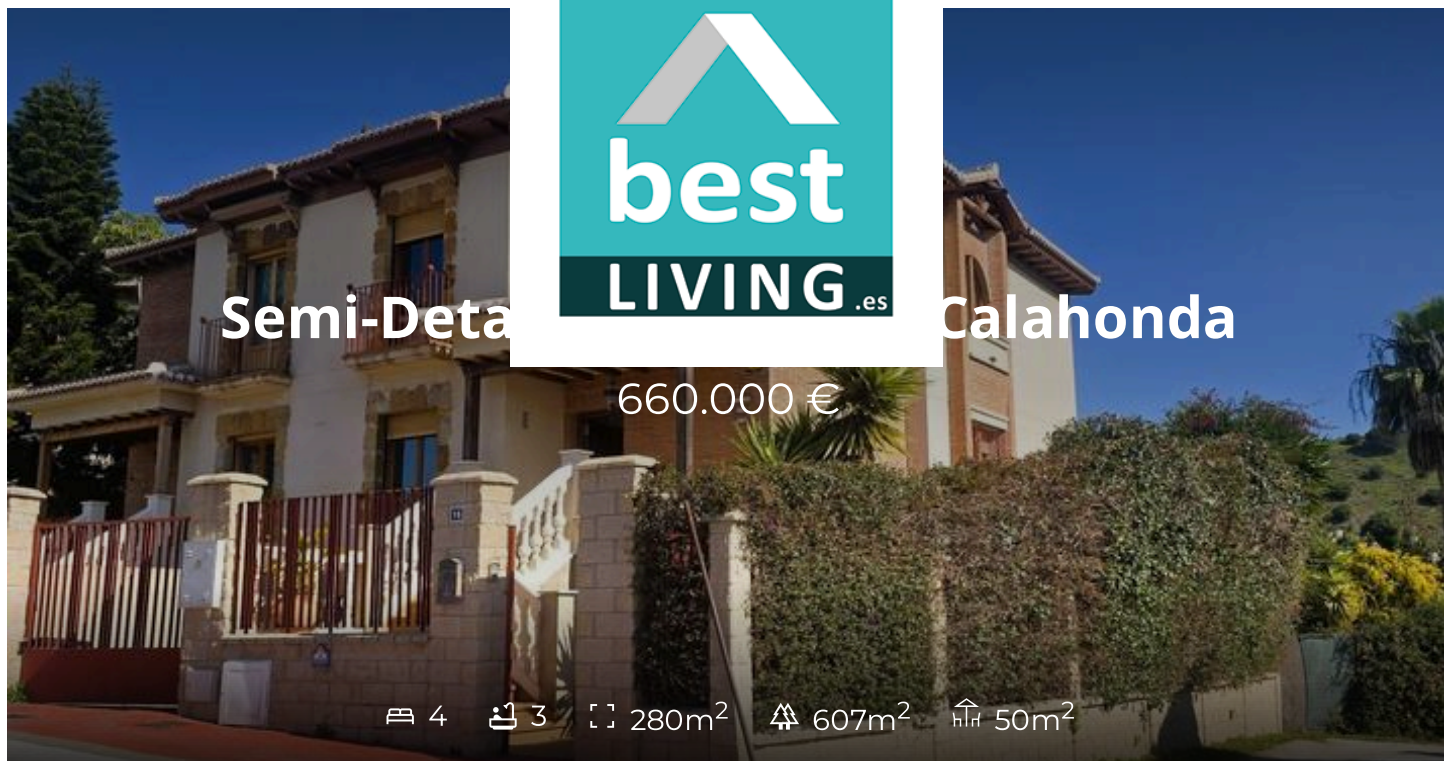 best
LIVING.es
Semi-Deta Calahonda
660.000 €
4 3 280m² 607m² 50m²